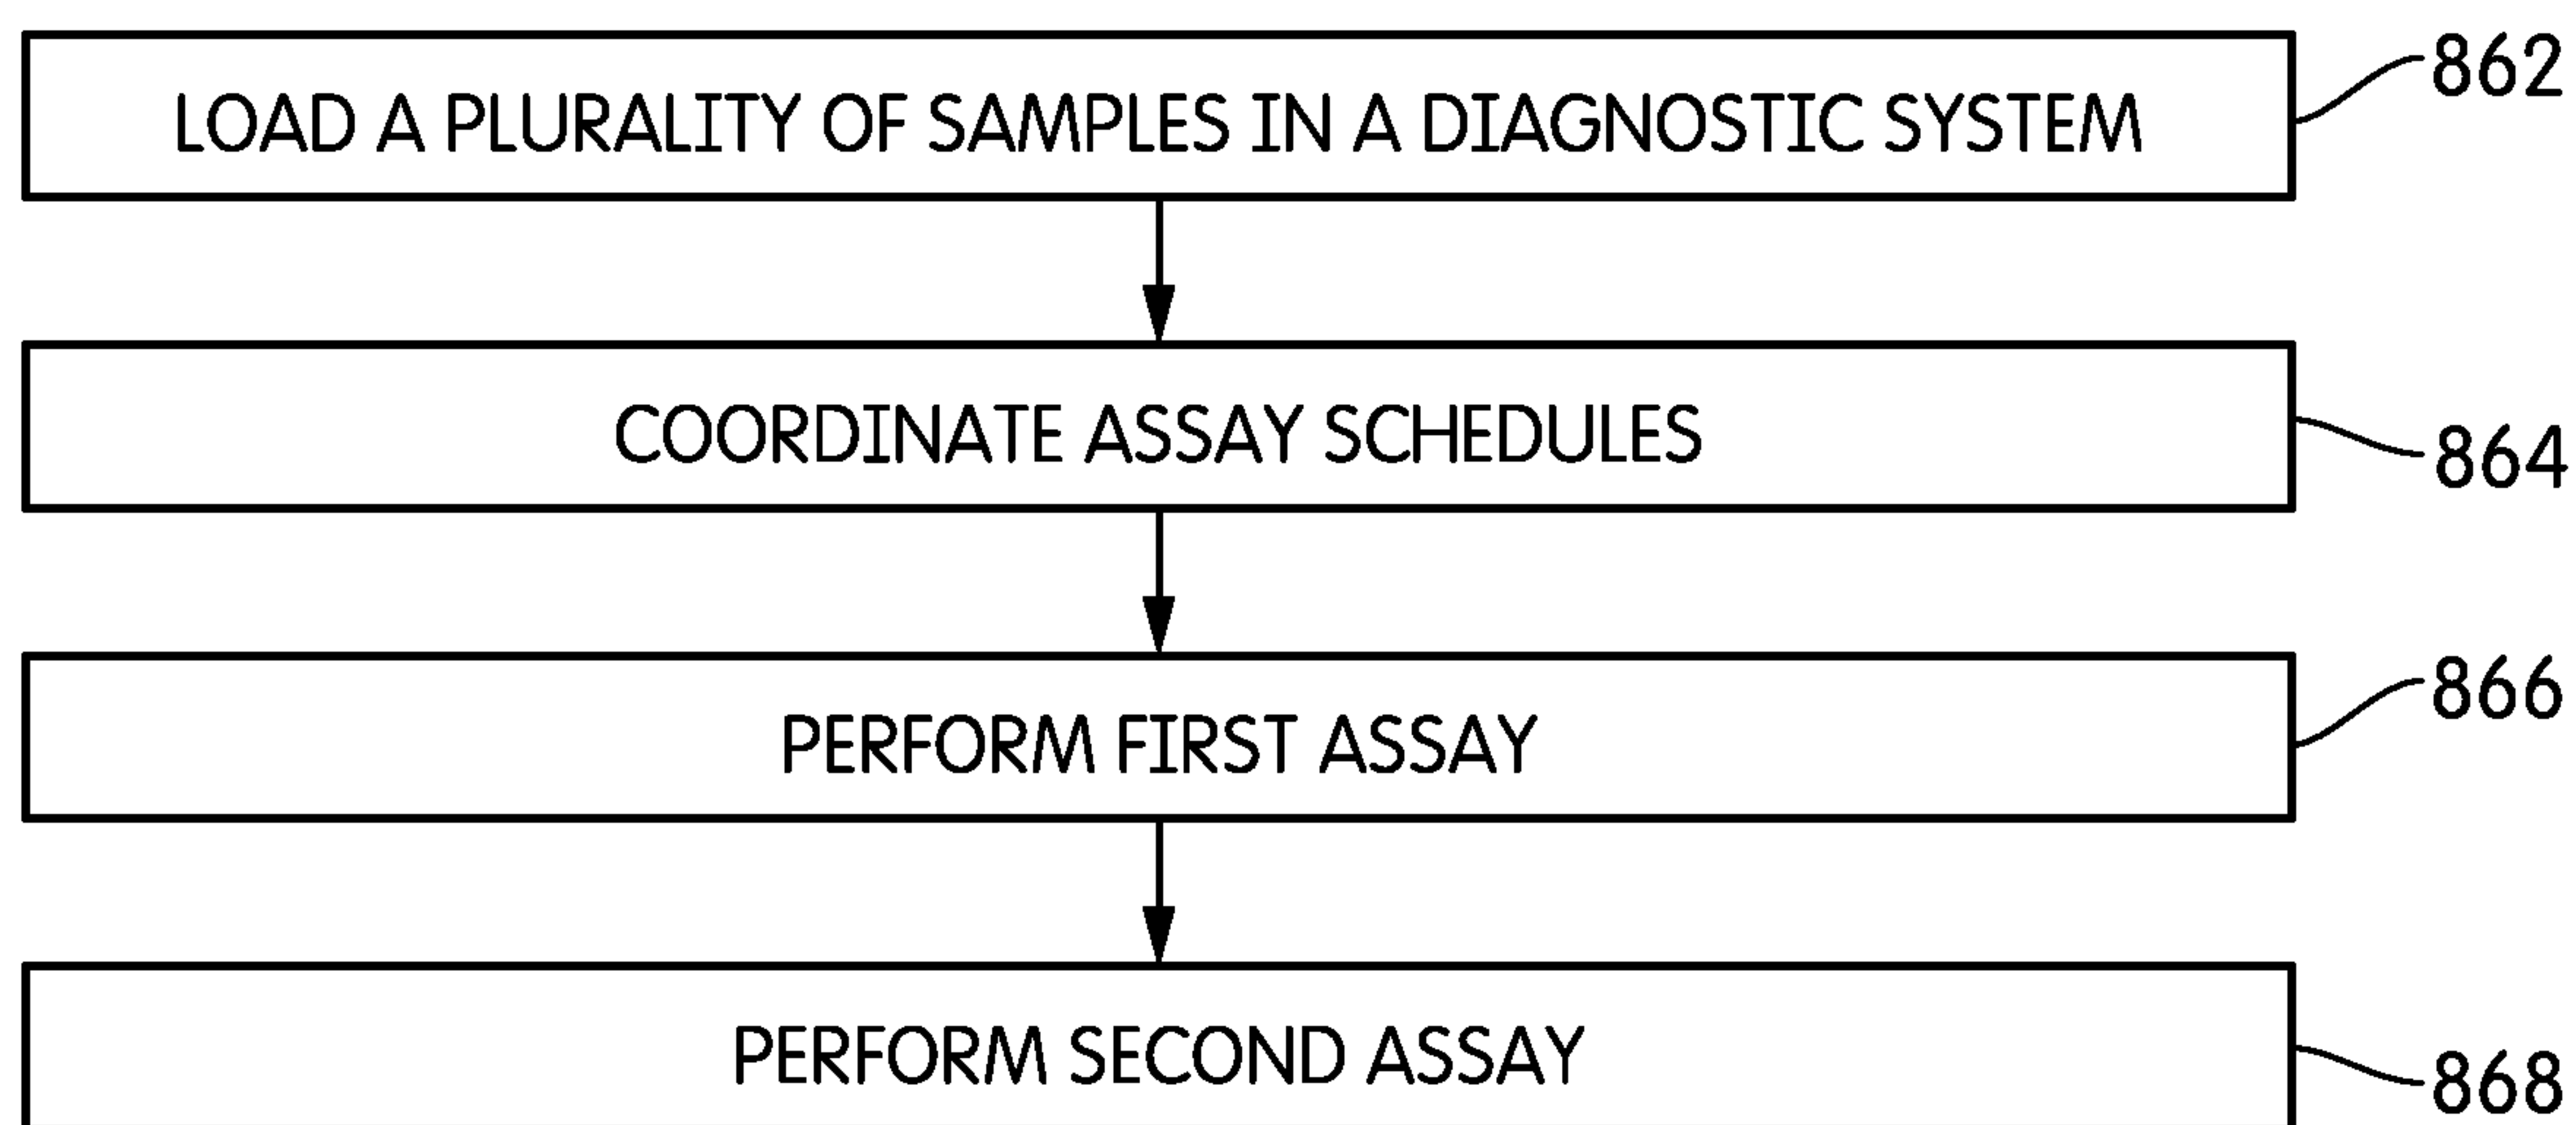 LOAD A PLURALITY OF SAMPLES IN A DIAGNOSTIC SYSTEM
862
COORDINATE ASSAY SCHEDULES
864
PERFORM FIRST ASSAY
866
PERFORM SECOND ASSAY
868